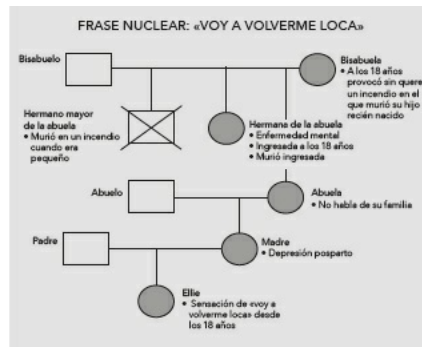 FRASE NUCLEAR: «VOY A VOLVERME LOCA»
Bisabuelo
Bisabuela
• A los 18 años
provocó sin querer
un incendio en el
que murió su hijo
recién nacido
Hermano mayor
de la abuela
• Murió en un incendio
cuando era
pequeño
Hermana de la abuela
• Enfermedad mental
• Ingresada a los 18 años
• Murió ingresada
Abuelo
Abuela
• No habla de su familia
Padre
Madre
• Depresión posparto
Ellie
• Sensación de «voy a
volverme loca» desde
los 18 años